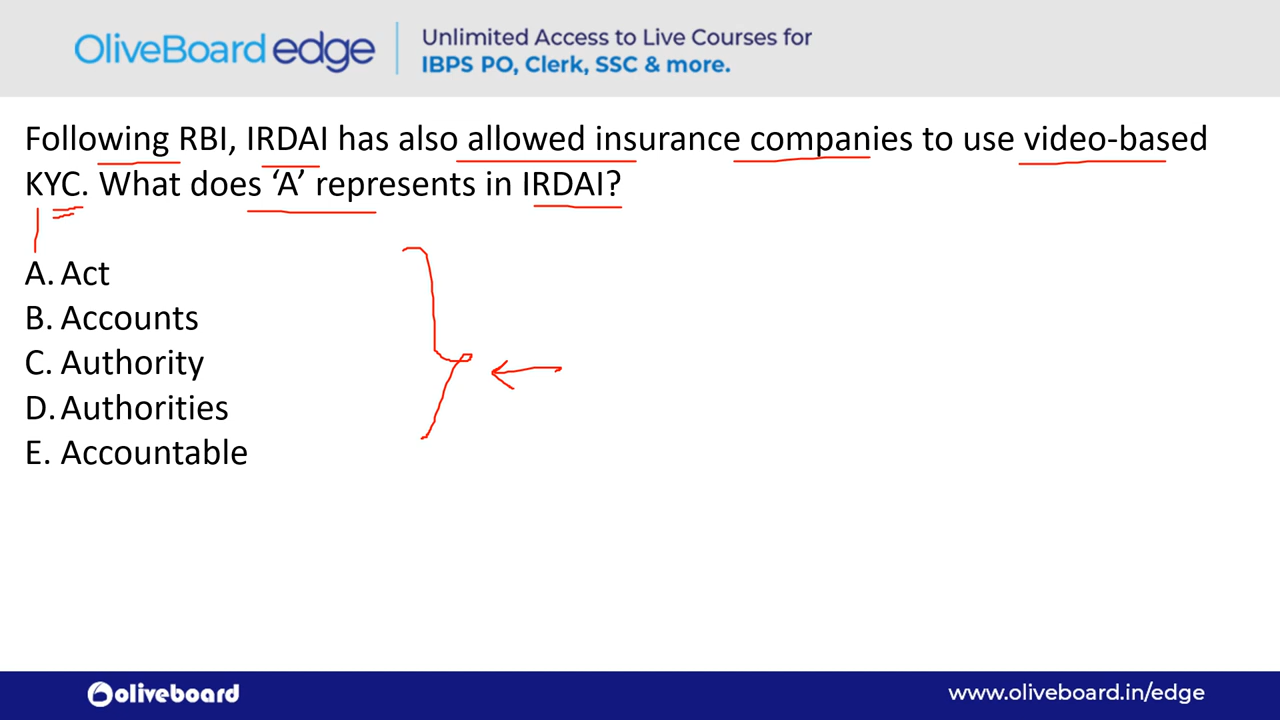 OliveBoard edge
Unlimited Access to Live Courses for
IBPS PO, Clerk, SSC & more.
Following RBI, IRDAI has also allowed insurance companies to use video-based
KYC. What does ‘A’ represents in IRDAI?
A. Act
B. Accounts
C. Authority
D. Authorities
E. Accountable
oliveboard
www.oliveboard.in/edge